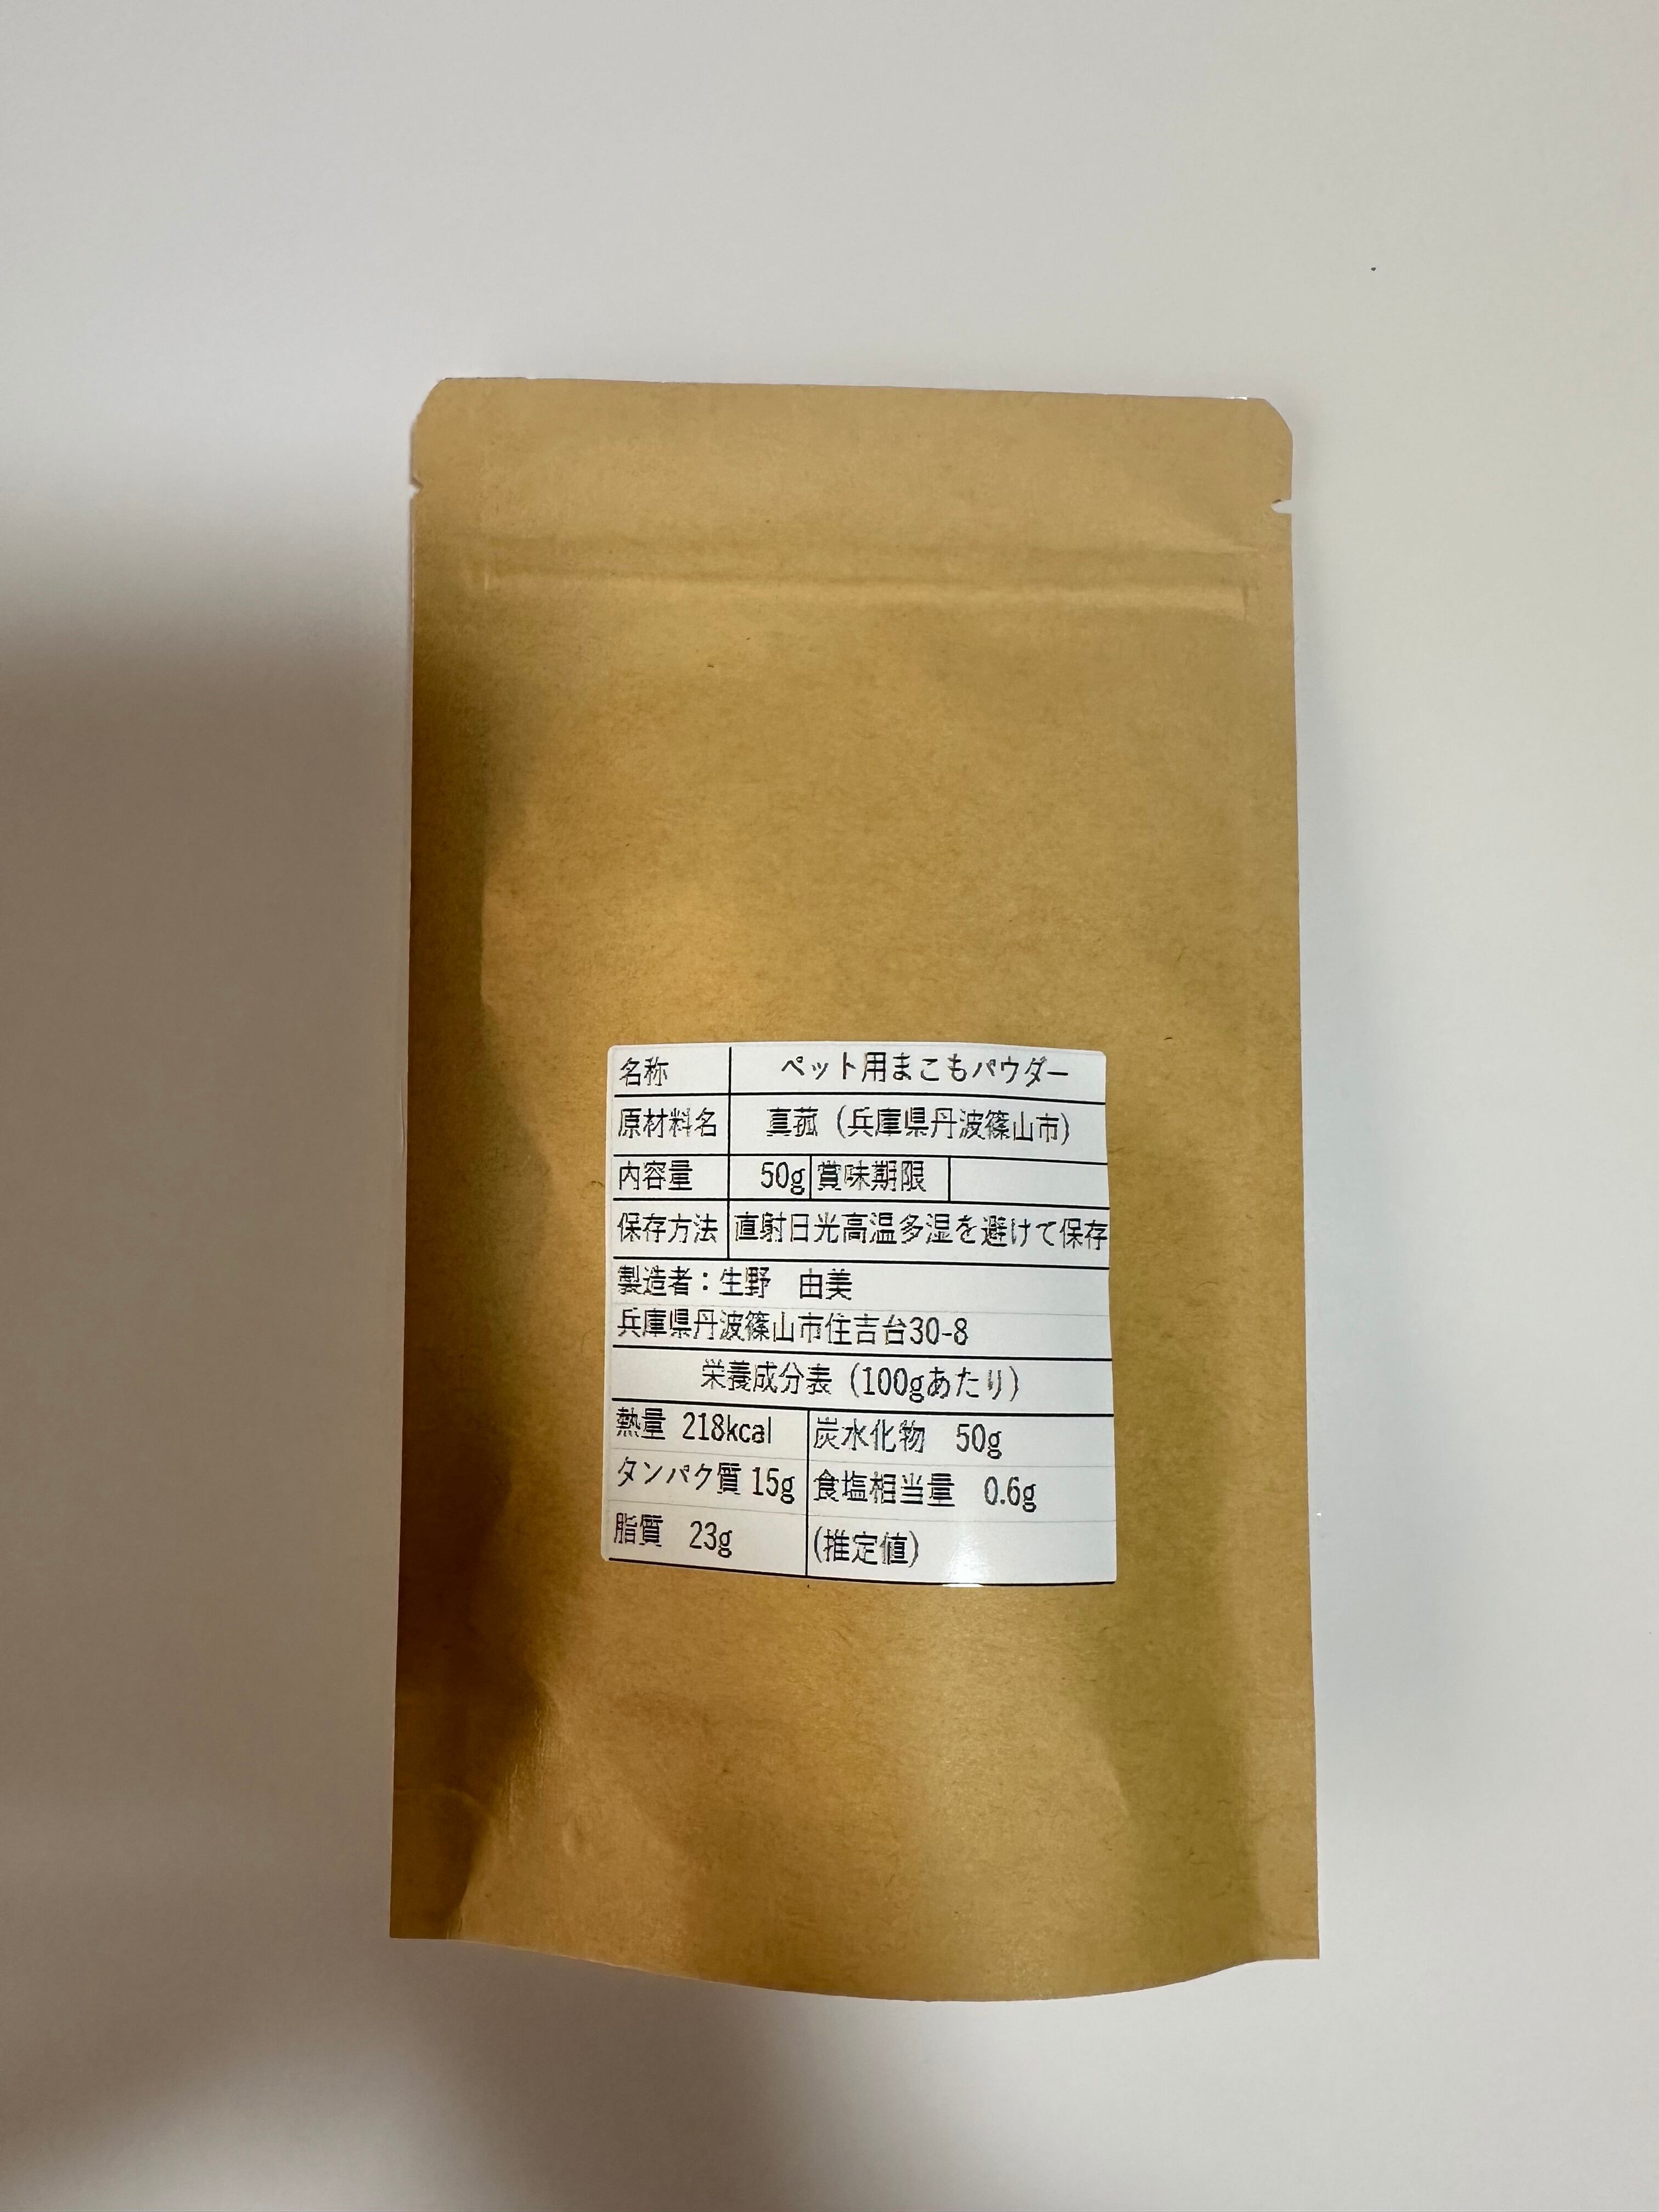 名称 ペット用まこもパウダー
原材料名 真菰（兵庫県丹波篠山市）
内容量 50g 賞味期限
保存方法 直射日光高温多湿を避けて保存
製造者：生野　由美
兵庫県丹波篠山市住吉台30-8
栄養成分表（100gあたり）
熱量 218kcal 炭水化物 50g
タンパク質 15g 食塩相当量 0.6g
脂質 23g (推定値)